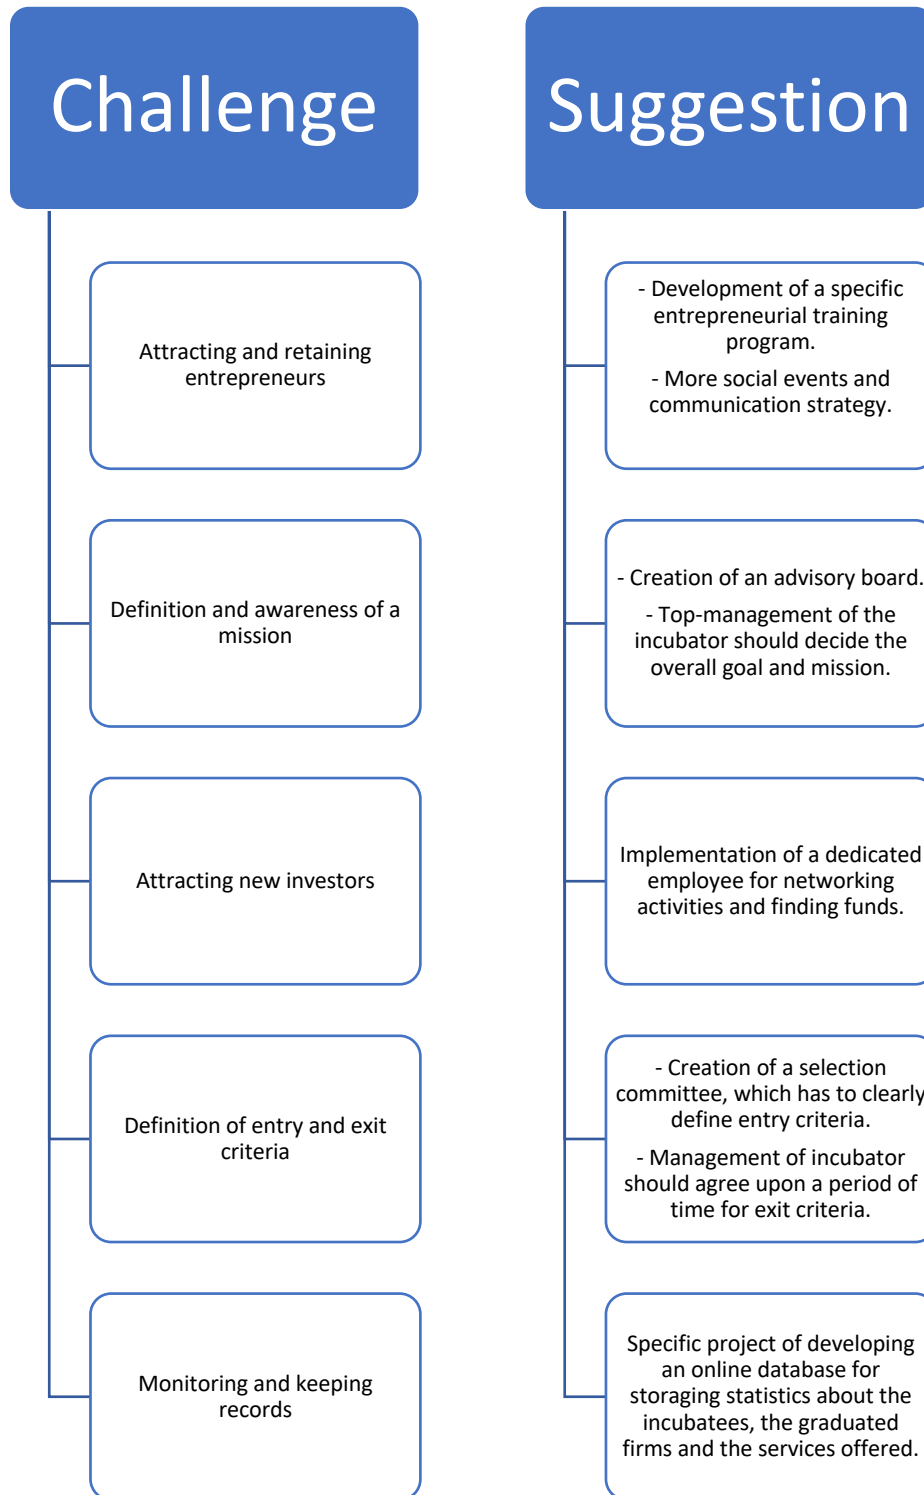 Challenge
Attracting and retaining
entrepreneurs
Definition and awareness of a
mission
Attracting new investors
Definition of entry and exit
criteria
Monitoring and keeping
records
Suggestion
- Development of a specific
entrepreneurial training
program.
- More social events and
communication strategy.
- Creation of an advisory board.
- Top-management of the
incubator should decide the
overall goal and mission.
Implementation of a dedicated
employee for networking
activities and finding funds.
- Creation of a selection
committee, which has to clearly
define entry criteria.
- Management of incubator
should agree upon a period of
time for exit criteria.
Specific project of developing
an online database for
storaging statistics about the
incubatees, the graduated
firms and the services offered.